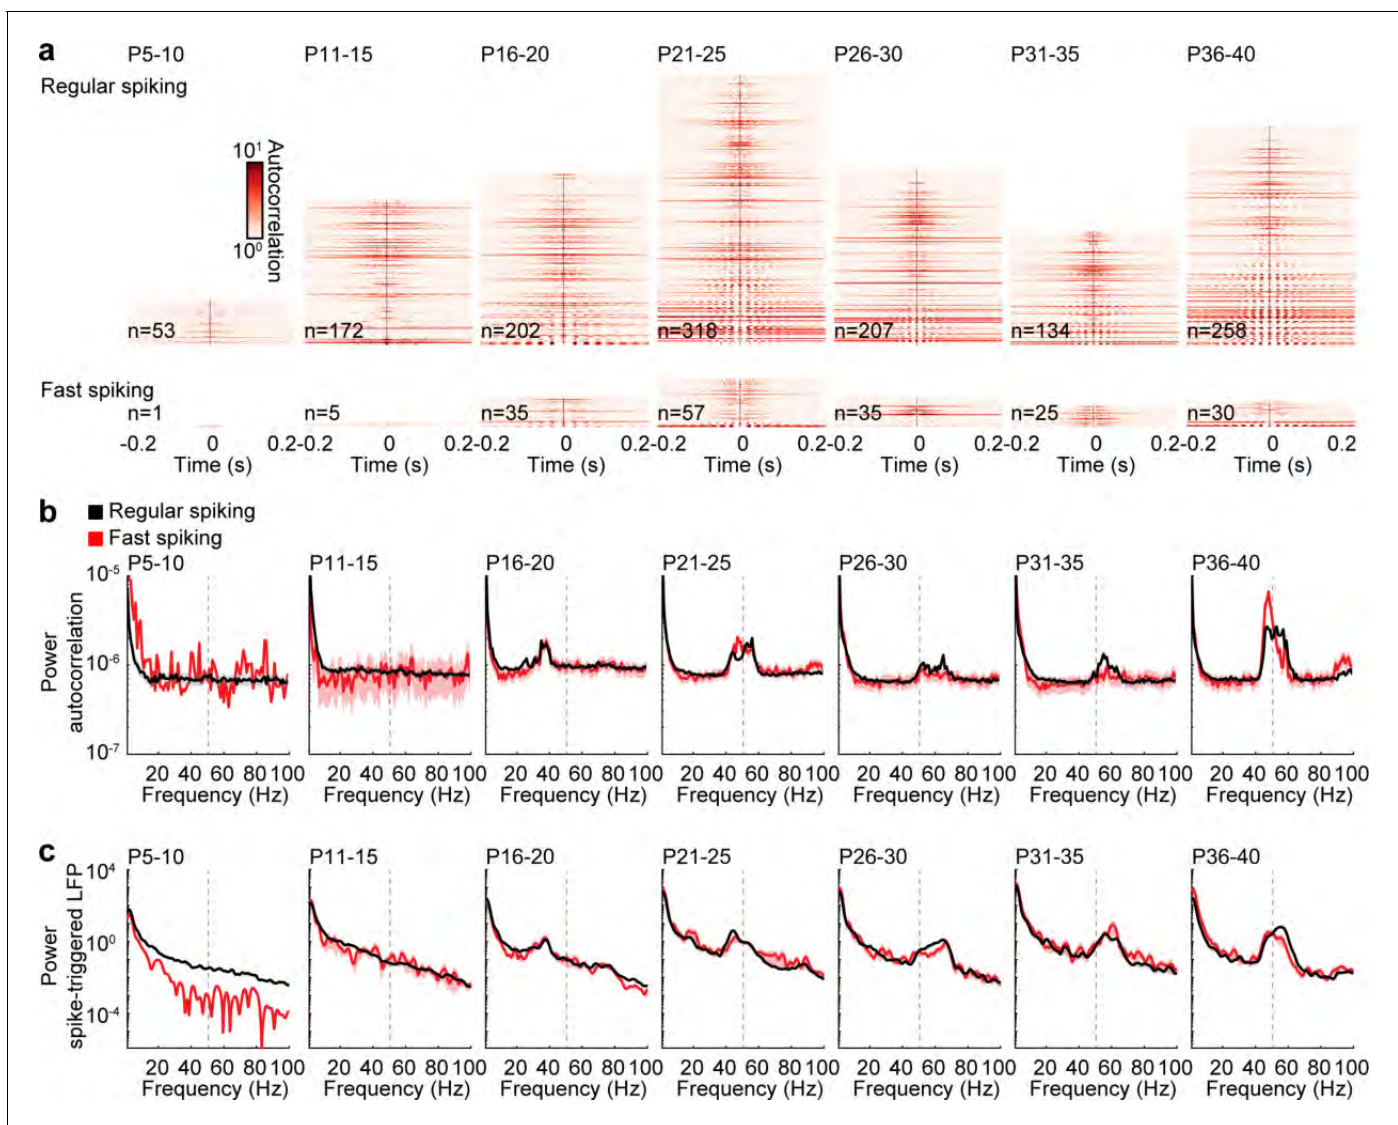 a
P5-10 P11-15 P16-20 P21-25 P26-30 P31-35 P36-40
Regular spiking
10¹
10⁰
Autocorrelation
n=53 n=172 n=202 n=318 n=207 n=134 n=258
Fast spiking
n=1 n=5 n=35 n=57 n=35 n=25 n=30
-0.2 0 0.2 -0.2 0 0.2 -0.2 0 0.2 -0.2 0 0.2 -0.2 0 0.2 -0.2 0 0.2 -0.2 0 0.2
Time (s) Time (s) Time (s) Time (s) Time (s) Time (s) Time (s)
b
Regular spiking
Fast spiking
P5-10 P11-15 P16-20 P21-25 P26-30 P31-35 P36-40
Power
autocorrelation
10⁻⁵
10⁻⁶
10⁻⁷
20 40 60 80 100 20 40 60 80 100 20 40 60 80 100 20 40 60 80 100 20 40 60 80 100 20 40 60 80 100 20 40 60 80 100
Frequency (Hz) Frequency (Hz) Frequency (Hz) Frequency (Hz) Frequency (Hz) Frequency (Hz) Frequency (Hz)
c
P5-10 P11-15 P16-20 P21-25 P26-30 P31-35 P36-40
Power
spike-triggered LFP
10⁴
10⁰
10⁻⁴
20 40 60 80 100 20 40 60 80 100 20 40 60 80 100 20 40 60 80 100 20 40 60 80 100 20 40 60 80 100 20 40 60 80 100
Frequency (Hz) Frequency (Hz) Frequency (Hz) Frequency (Hz) Frequency (Hz) Frequency (Hz) Frequency (Hz)